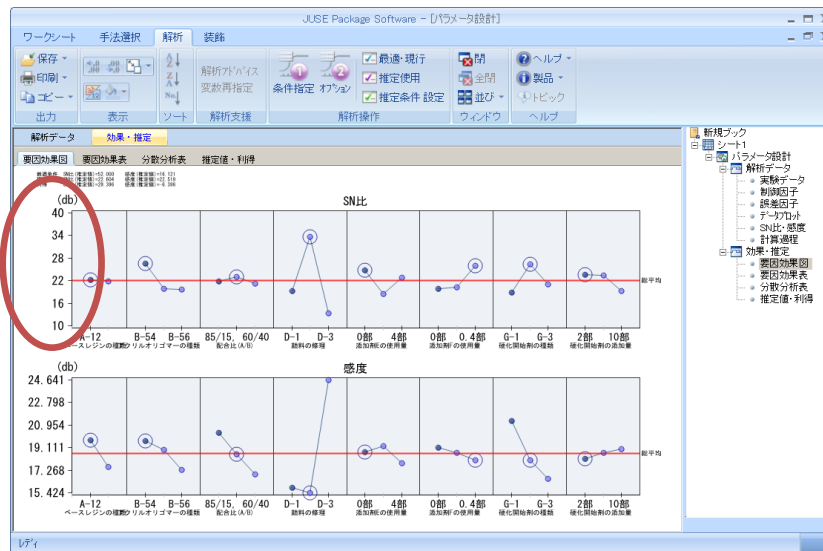 JUSE Package Software - [パラメータ設計]
ワークシート 手法選択 解析 装飾
保存 解析アドバイス 条件指定 オプション 最適・現行 閉 ヘルプ
印刷 変数再指定 推定使用 全閉 製品
コピー No. 推定条件 設定 並び トピック
出力 表示 ソート 解析支援 解析操作 ウィンドウ ヘルプ
解析データ 効果・推定
要因効果図 要因効果表 分散分析表 推定値・利得
(db) SN比
40
34
28
22 総平均
16
10
A-12 B-54 B-56 85/15, 60/40 D-1 D-3 0部 4部 0部 0.4部 G-1 G-3 2部 10部
ベースレジンの種類 配合比(A/B) 添加剤Eの使用量 添加剤Fの使用量 硬化開始剤の種類 硬化開始剤の添加量
(db) 感度
24.641
22.798
20.954
19.111 総平均
17.268
15.424
A-12 B-54 B-56 85/15, 60/40 D-1 D-3 0部 4部 0部 0.4部 G-1 G-3 2部 10部
ベースレジンの種類 配合比(A/B) 添加剤Eの使用量 添加剤Fの使用量 硬化開始剤の種類 硬化開始剤の添加量
新規ブック
シート1
パラメータ設計
解析データ
実験データ
制御因子
誤差因子
データプロット
SN比・感度
計算過程
効果・推定
要因効果図
要因効果表
分散分析表
推定値・利得
レディ